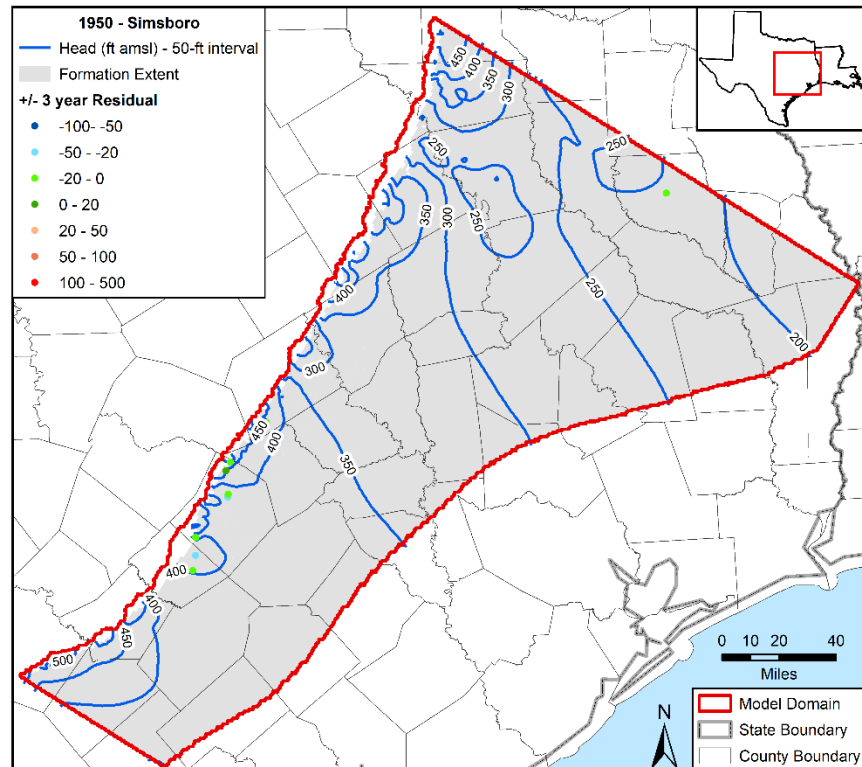 1950 - Simsboro
Head (ft amsl) - 50-ft interval
Formation Extent
+/- 3 year Residual
-100- -50
-50 - -20
-20 - 0
0 - 20
20 - 50
50 - 100
100 - 500
450
400
350
300
250
250
350
300
250
400
250
300
200
450
400
350
400
400
450
500
0 10 20 40
Miles
N
Model Domain
State Boundary
County Boundary